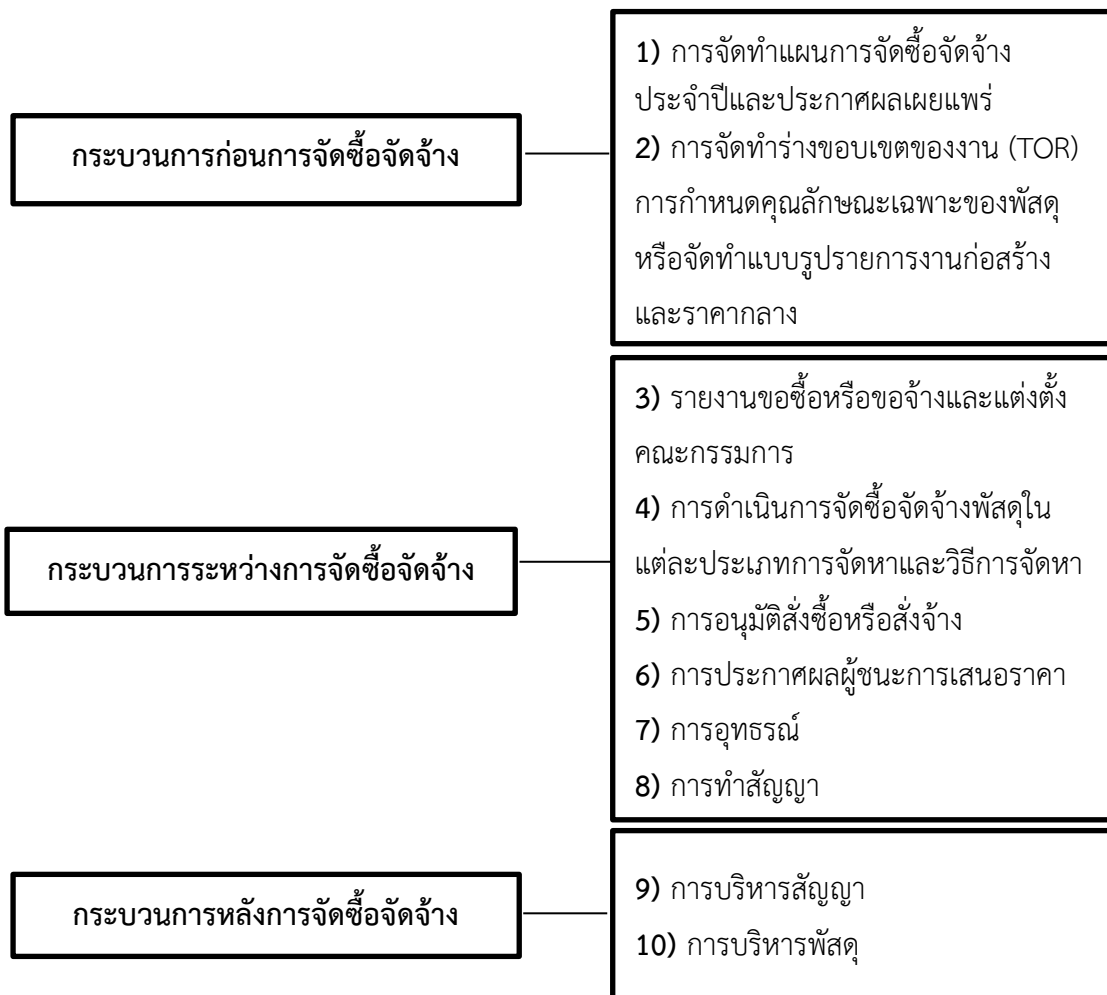 กระบวนการก่อนการจัดซื้อจัดจ้าง
1) การจัดทำแผนการจัดซื้อจัดจ้าง
ประจำปีและประกาศผลเผยแพร่
2) การจัดทำร่างขอบเขตของงาน (TOR)
การกำหนดคุณลักษณะเฉพาะของพัสดุ
หรือจัดทำแบบรูปรายการงานก่อสร้าง
และราคากลาง
กระบวนการระหว่างการจัดซื้อจัดจ้าง
3) รายงานขอซื้อหรือขอจ้างและแต่งตั้ง
คณะกรรมการ
4) การดำเนินการจัดซื้อจัดจ้างพัสดุใน
แต่ละประเภทการจัดหาและวิธีการจัดหา
5) การอนุมัติสั่งซื้อหรือสั่งจ้าง
6) การประกาศผลผู้ชนะการเสนอราคา
7) การอุทธรณ์
8) การทำสัญญา
กระบวนการหลังการจัดซื้อจัดจ้าง
9) การบริหารสัญญา
10) การบริหารพัสดุ